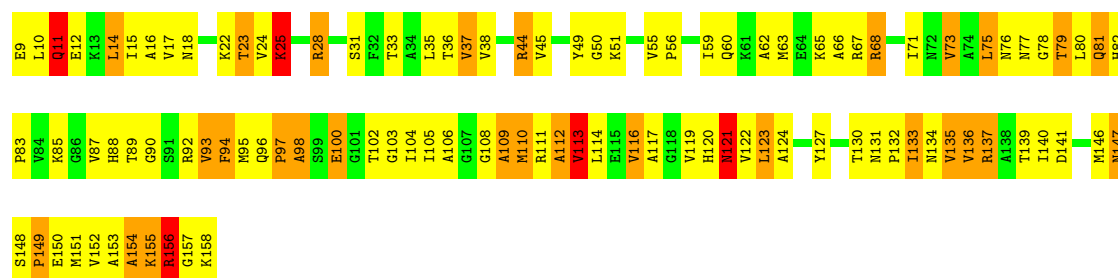 E9 L10 Q11 E12 K13 L14 I15 A16 V17 N18 K22 T23 V24 K25 R28 S31 F32 T33 A34 L35 T36 V37 V38 R44 V45 Y49 G50 K51 V55 P56 I59 Q60 K61 A62 M63 E64 K65 A66 R67 R68 I71 N72 V73 A74 L75 N76 N77 G78 T79 L80 Q81 H82
P83 V84 K85 G86 V87 H88 T89 G90 S91 R92 V93 F94 M95 Q96 P97 A98 S99 E100 G101 T102 G103 I104 I105 A106 G107 G108 A109 M110 R111 A112 V113 L114 E115 V116 A117 G118 V119 H120 N121 V122 L123 A124 Y127 T130 N131 P132 I133 N134 V135 V136 R137 A138 T139 I140 D141 M146 N147
S148 P149 E150 M151 V152 A153 A154 K155 R156 G157 K158